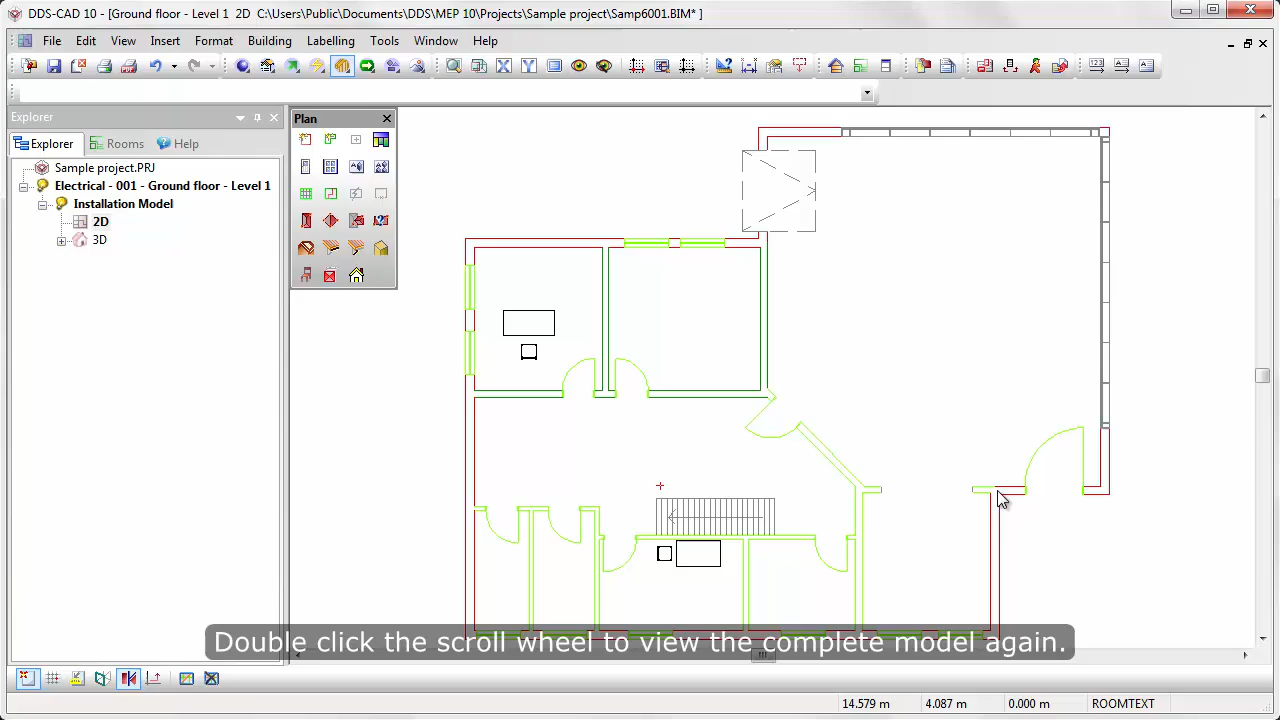 DDS-CAD 10 - [Ground floor - Level 1 2D C:\Users\Public\Documents\DDS\MEP 10\Projects\Sample project\Samp6001.BIM* ]
File Edit View Insert Format Building Labelling Tools Window Help
Explorer
Explorer Rooms Help
Sample project.PRJ
Electrical - 001 - Ground floor - Level 1
Installation Model
2D
3D
Plan
Double click the scroll wheel to view the complete model again.
14.579 m 4.087 m 0.000 m ROOMTEXT